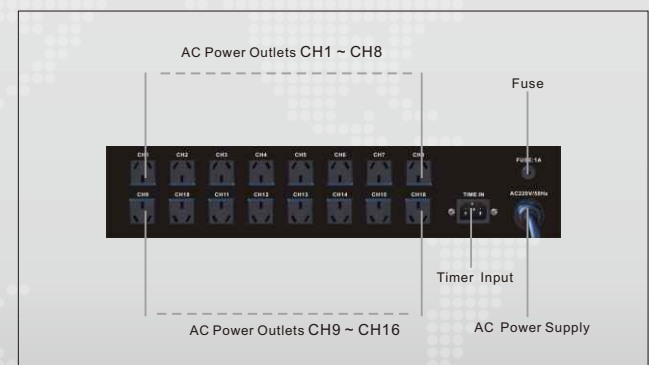 AC Power Outlets CH1 ~ CH8
Fuse
CH1 CH2 CH3 CH4 CH5 CH6 CH7 CH8
FUSE:1A
CH9 CH10 CH11 CH12 CH13 CH14 CH15 CH16
TIME IN
AC220V/50Hz
Timer Input
AC Power Outlets CH9 ~ CH16
AC Power Supply